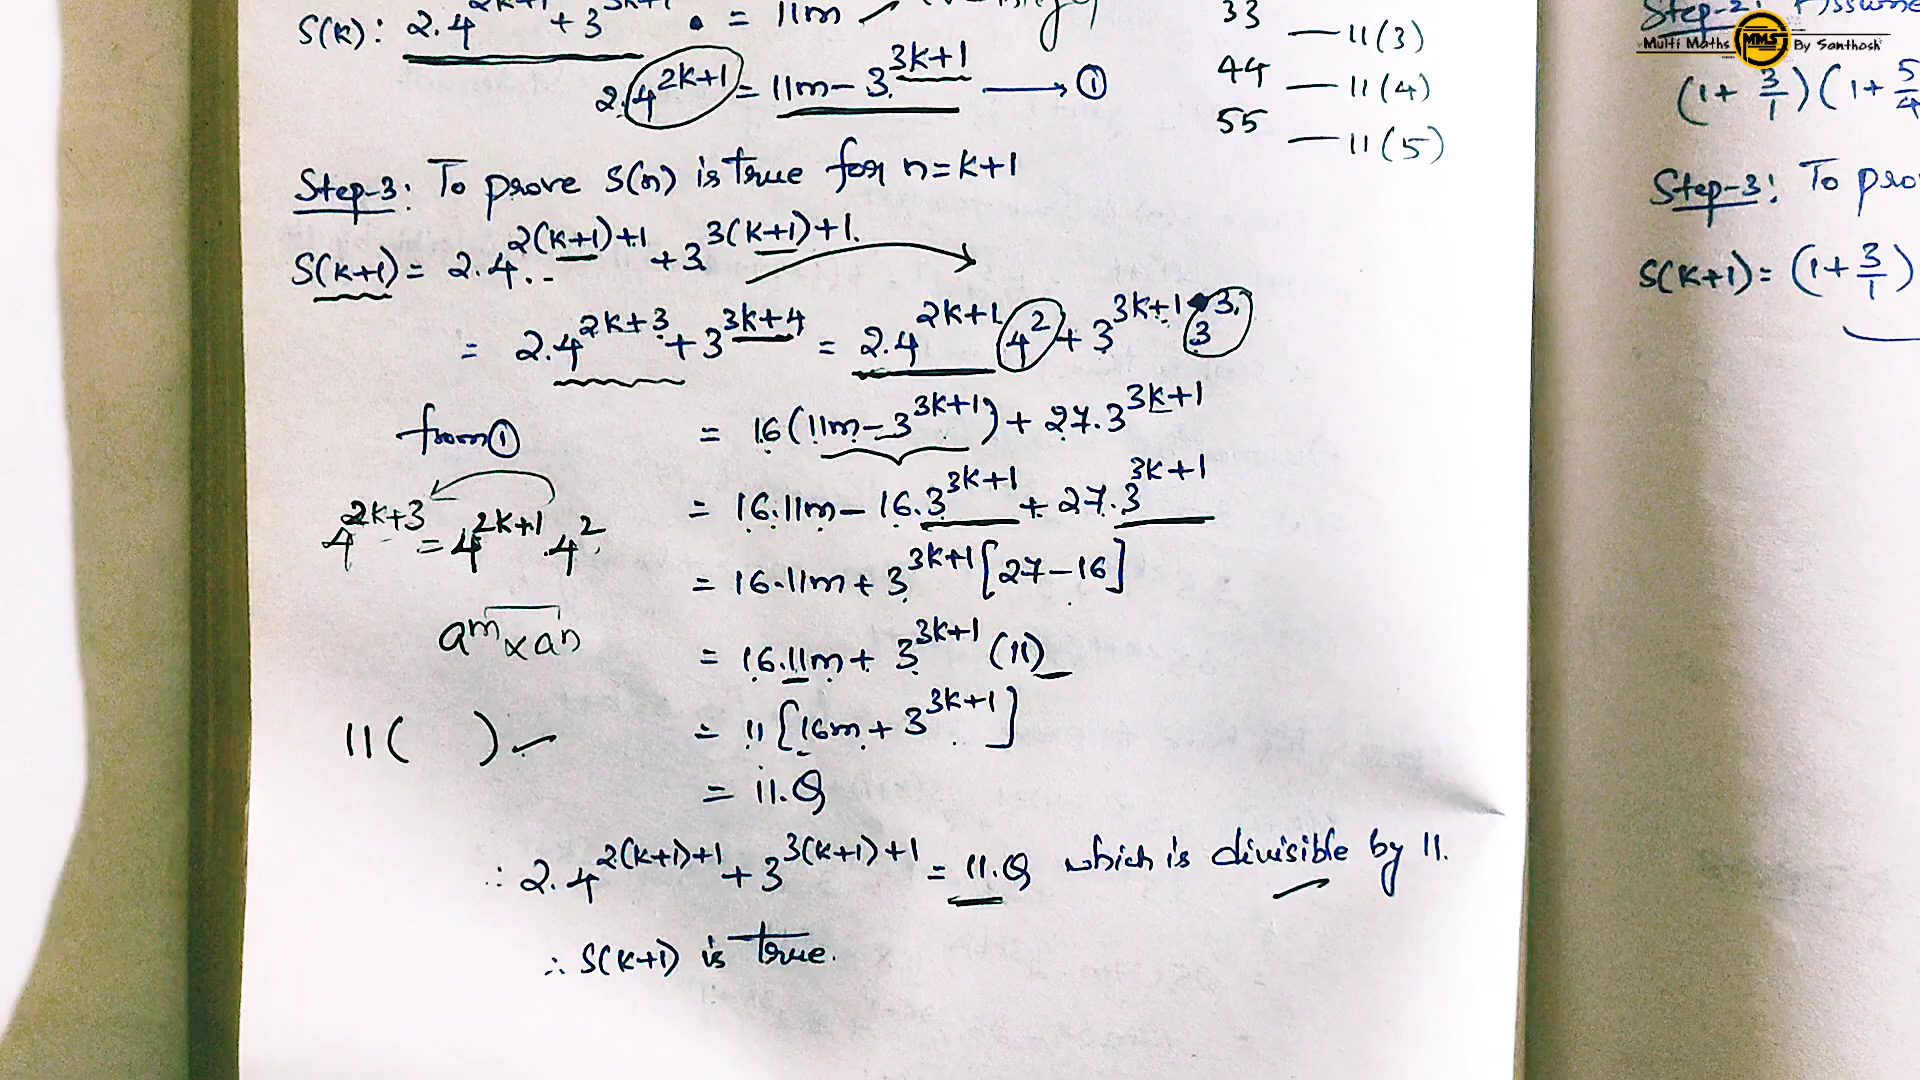 S(k): 2.4^2k+1 + 3^3k+1 = 11m
2.4^2k+1 = 11m - 3^3k+1 → ①
Step-3: To prove S(n) is true for n=k+1
S(k+1) = 2.4^2(k+1)+1 + 3^3(k+1)+1
= 2.4^2k+3 + 3^3k+4 = 2.4^2k+1 . 4^2 + 3^3k+1 . 3^3
from ① = 16(11m - 3^3k+1) + 27.3^3k+1
= 16.11m - 16.3^3k+1 + 27.3^3k+1
4^2k+3 = 4^2k+1 . 4^2
= 16.11m + 3^3k+1 [27-16]
a^m × a^n
= 16.11m + 3^3k+1 (11)
11( )
= 11[16m + 3^3k+1]
= 11.Q
∴ 2.4^2(k+1)+1 + 3^3(k+1)+1 = 11.Q which is divisible by 11.
∴ S(k+1) is true.
33 — 11(3)
44 — 11(4)
55 — 11(5)
Step-2: Assume
Multi Maths MMS By Santhosh
(1+ 3/1)(1+ 5/4
Step-3: To pro
S(k+1) = (1+ 3/1)